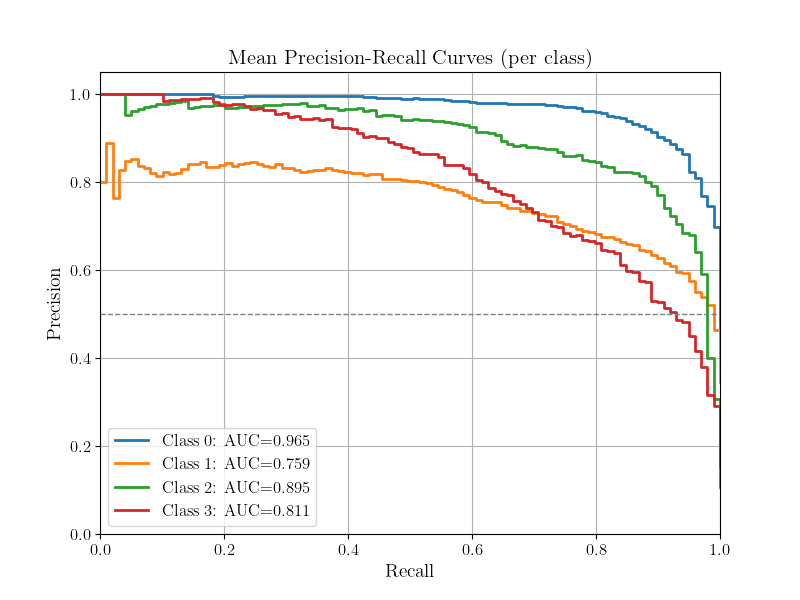 Mean Precision-Recall Curves (per class)
Precision
1.0
0.8
0.6
0.4
0.2
0.0
Class 0: AUC=0.965
Class 1: AUC=0.759
Class 2: AUC=0.895
Class 3: AUC=0.811
0.0 0.2 0.4 0.6 0.8 1.0
Recall